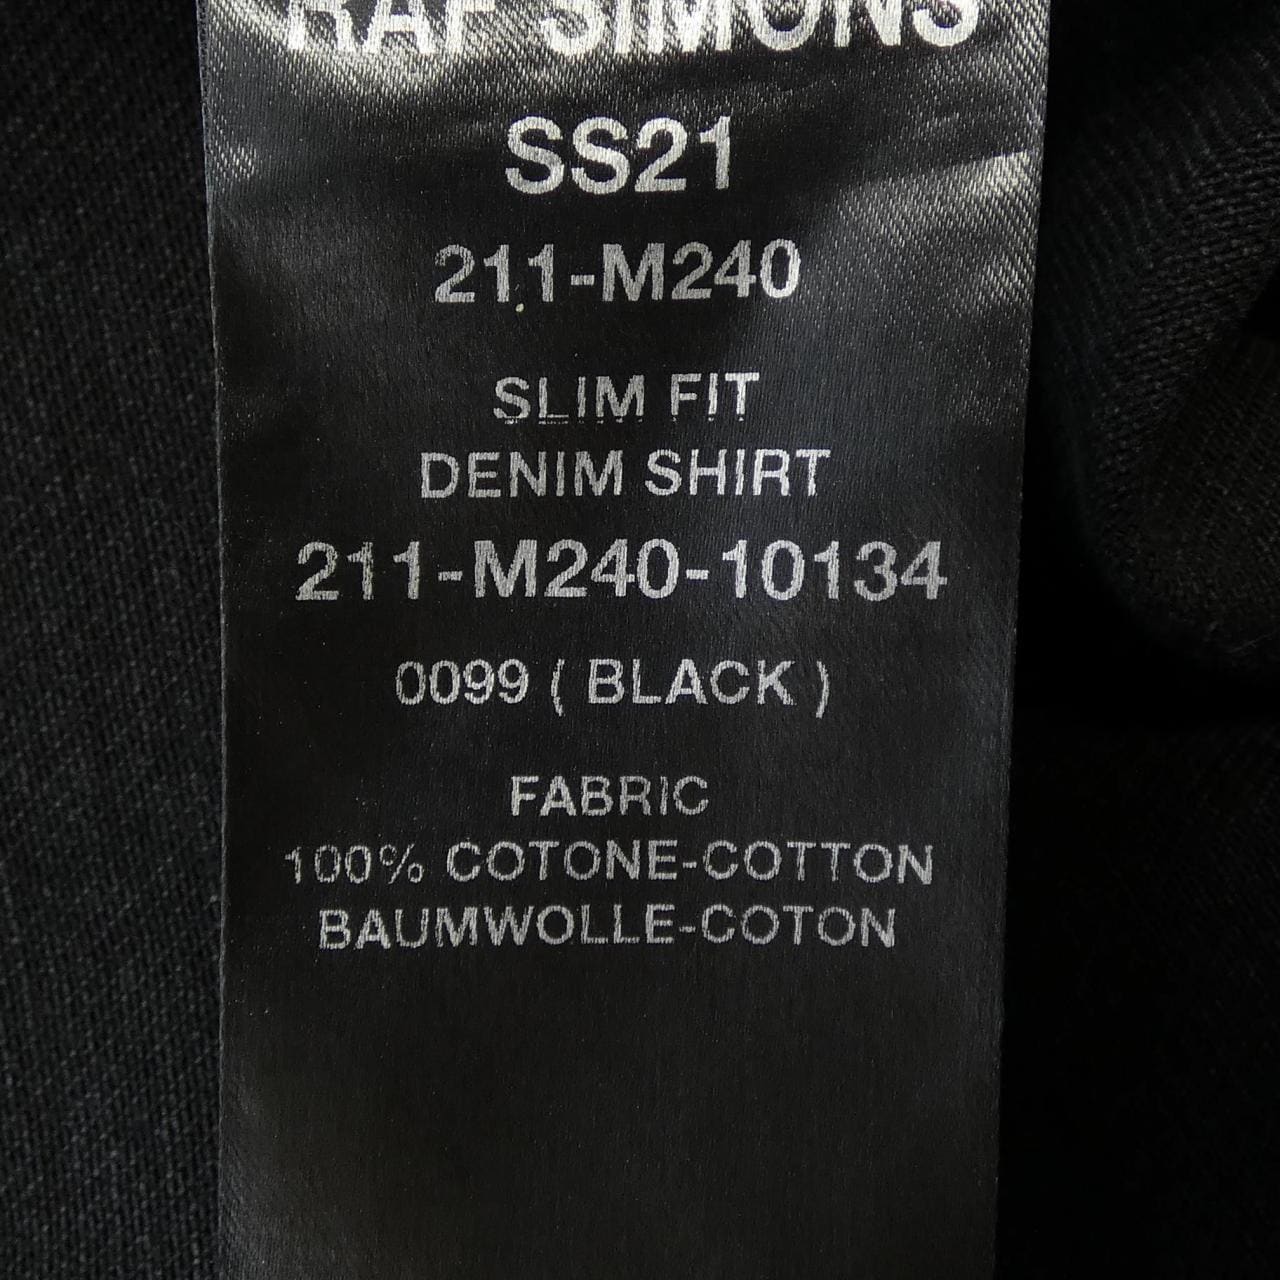 RAF SIMONS
SS21
211-M240
SLIM FIT
DENIM SHIRT
211-M240-10134
0099 ( BLACK )
FABRIC
100% COTONE-COTTON
BAUMWOLLE-COTON